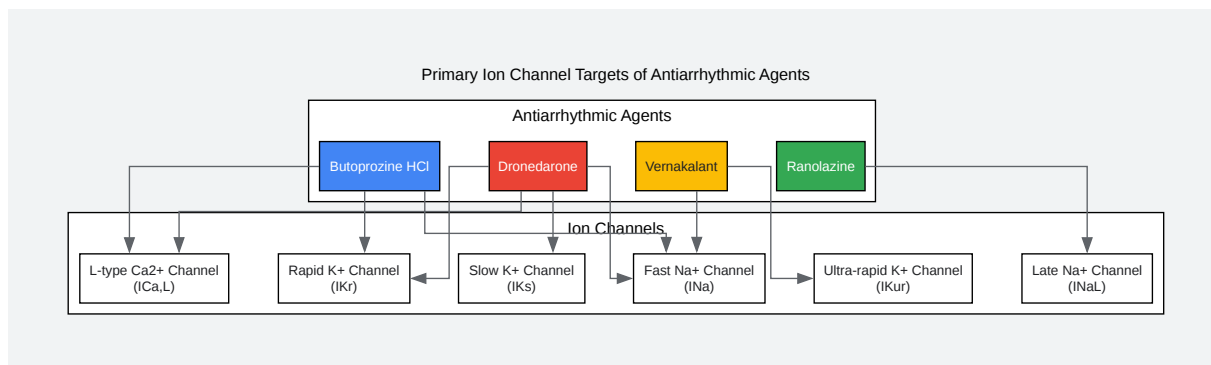 Primary Ion Channel Targets of Antiarrhythmic Agents
Antiarrhythmic Agents
Butoprozine HCl
Dronedarone
Vernakalant
Ranolazine
Ion Channels
L-type Ca2+ Channel
(ICa,L)
Rapid K+ Channel
(IKr)
Slow K+ Channel
(IKs)
Fast Na+ Channel
(INa)
Ultra-rapid K+ Channel
(IKur)
Late Na+ Channel
(INaL)